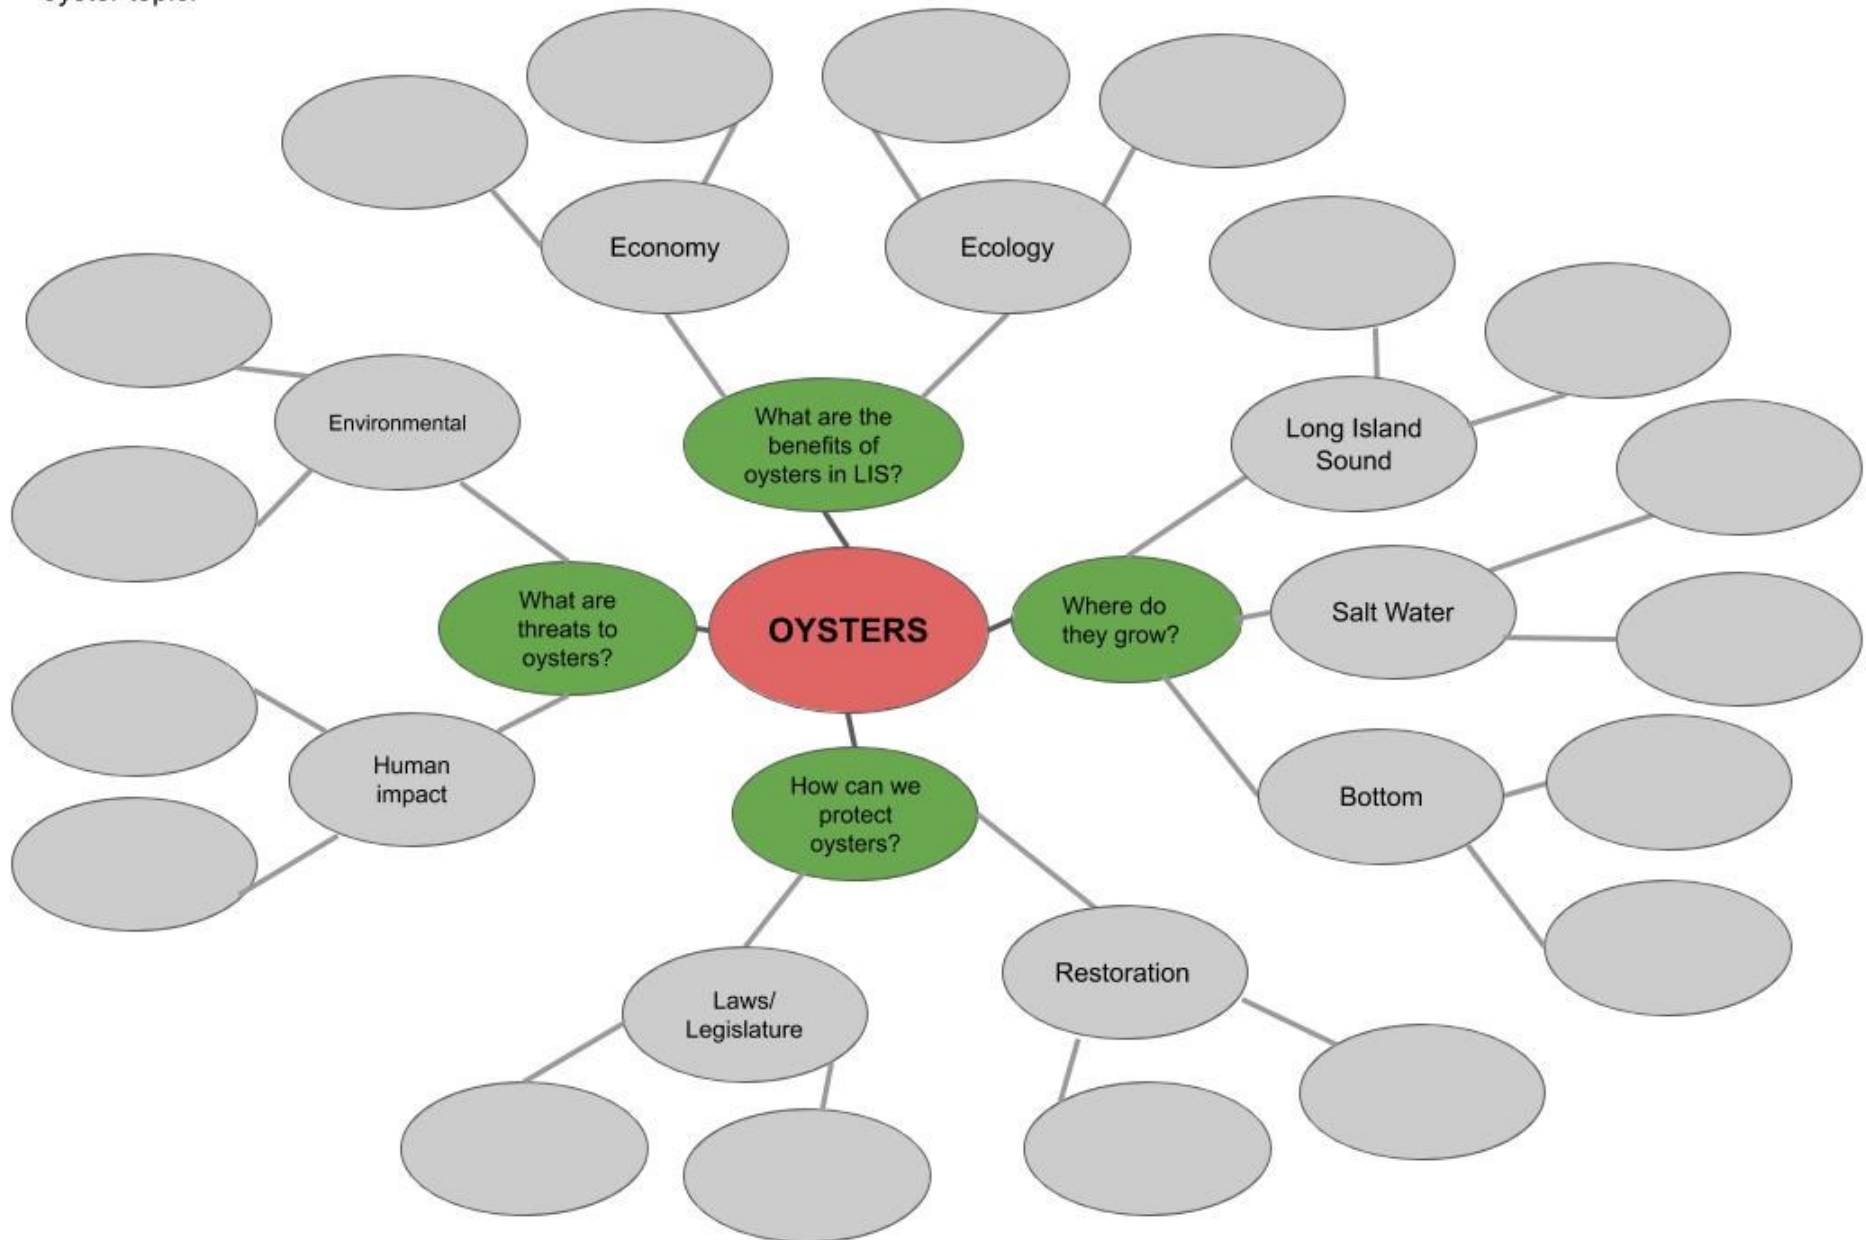 Economy
Ecology
Environmental
What are the
benefits of
oysters in LIS?
Long Island
Sound
What are
threats to
oysters?
OYSTERS
Where do
they grow?
Salt Water
Human
impact
How can we
protect
oysters?
Bottom
Laws/
Legislature
Restoration